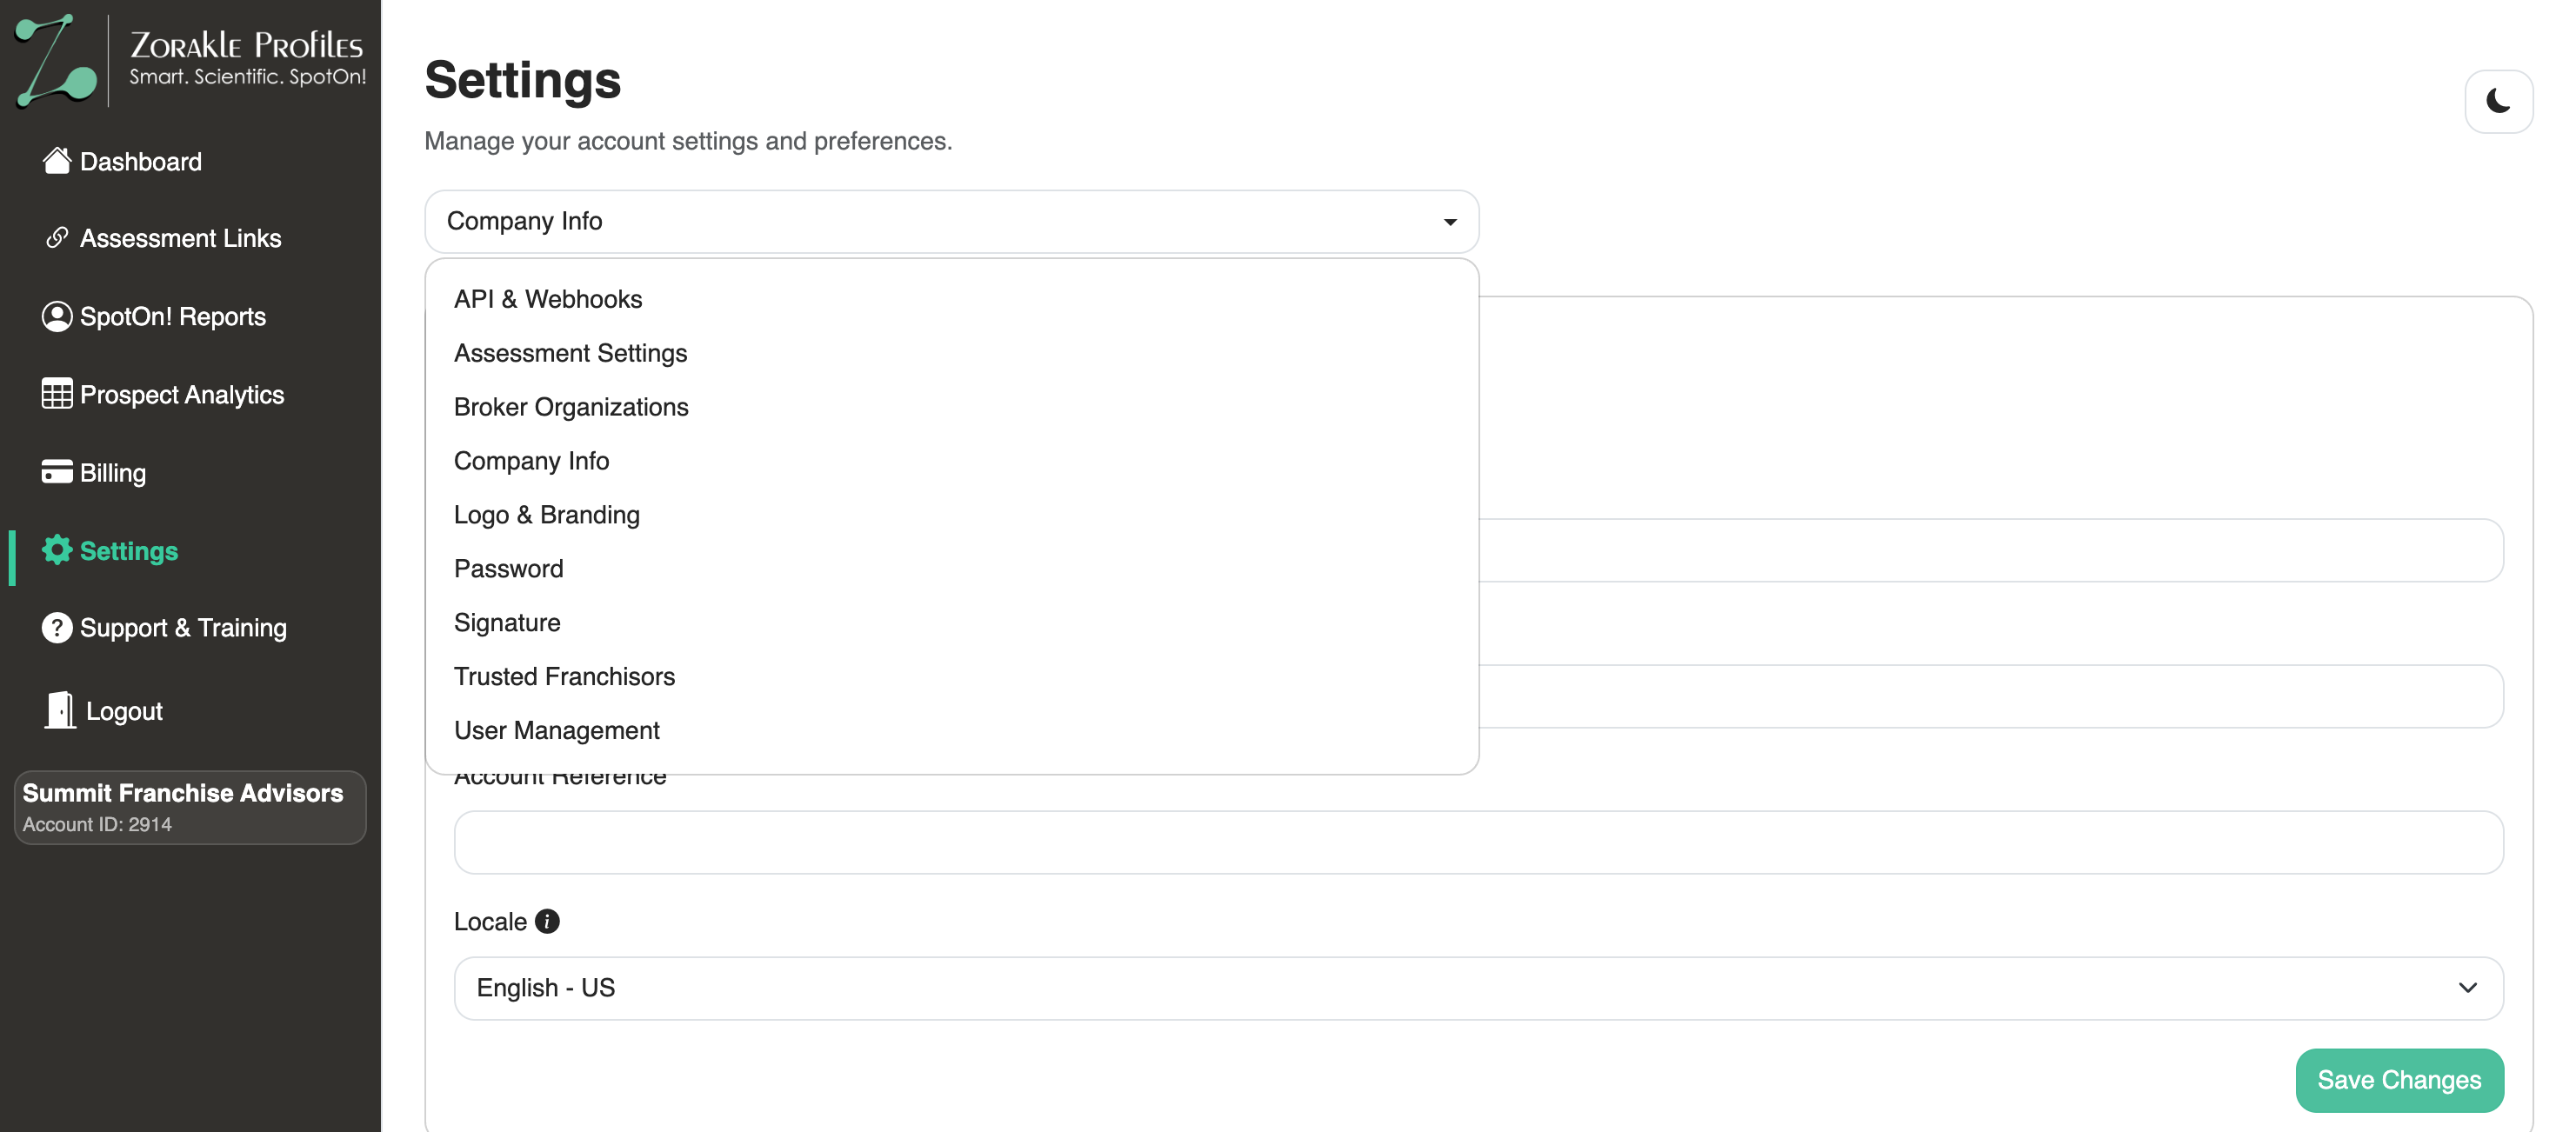 Zorakle Profiles
Smart. Scientific. SpotOn!
Dashboard
Assessment Links
SpotOn! Reports
Prospect Analytics
Billing
Settings
Support & Training
Logout
Summit Franchise Advisors
Account ID: 2914
Settings
Manage your account settings and preferences.
Company Info
API & Webhooks
Assessment Settings
Broker Organizations
Company Info
Logo & Branding
Password
Signature
Trusted Franchisors
User Management
Account Reference
Locale
English - US
Save Changes